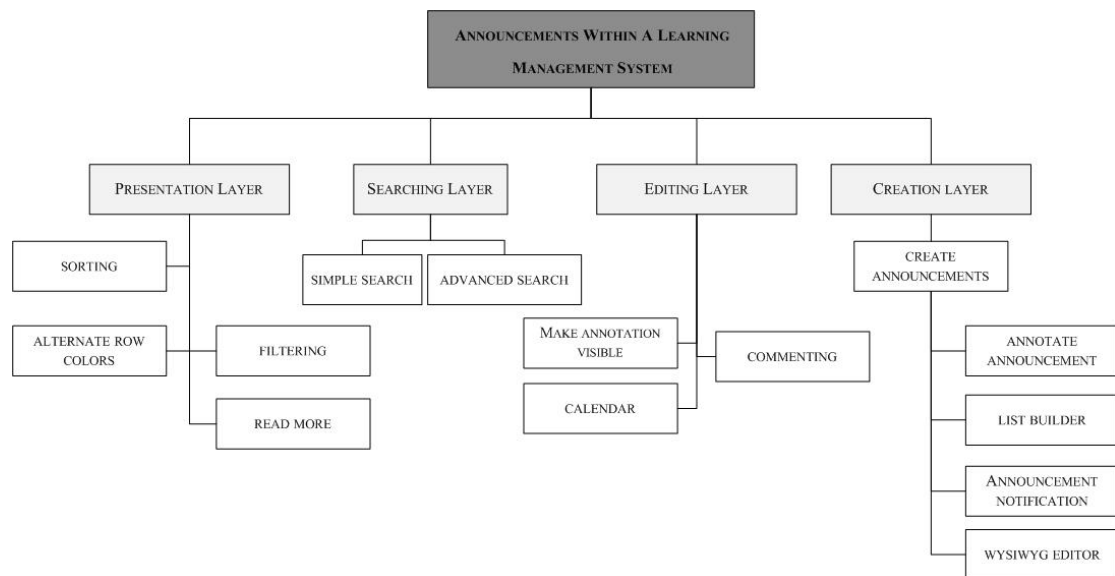 ANNOUNCEMENTS WITHIN A LEARNING
MANAGEMENT SYSTEM
PRESENTATION LAYER
SEARCHING LAYER
EDITING LAYER
CREATION LAYER
SORTING
SIMPLE SEARCH
ADVANCED SEARCH
CREATE
ANNOUNCEMENTS
ALTERNATE ROW
COLORS
FILTERING
MAKE ANNOTATION
VISIBLE
COMMENTING
ANNOTATE
ANNOUNCEMENT
READ MORE
CALENDAR
LIST BUILDER
ANNOUNCEMENT
NOTIFICATION
WYSIWYG EDITOR